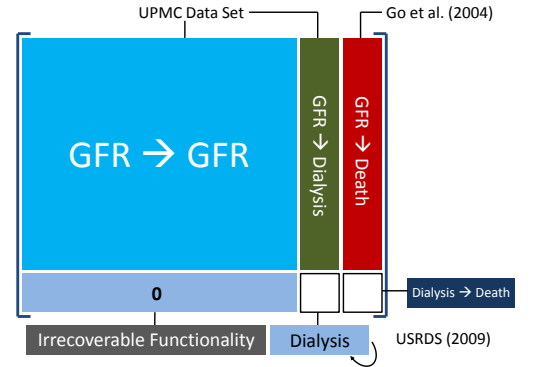 UPMC Data Set
Go et al. (2004)
GFR → GFR
GFR → Dialysis
GFR → Death
0
Dialysis → Death
Irrecoverable Functionality
Dialysis
USRDS (2009)